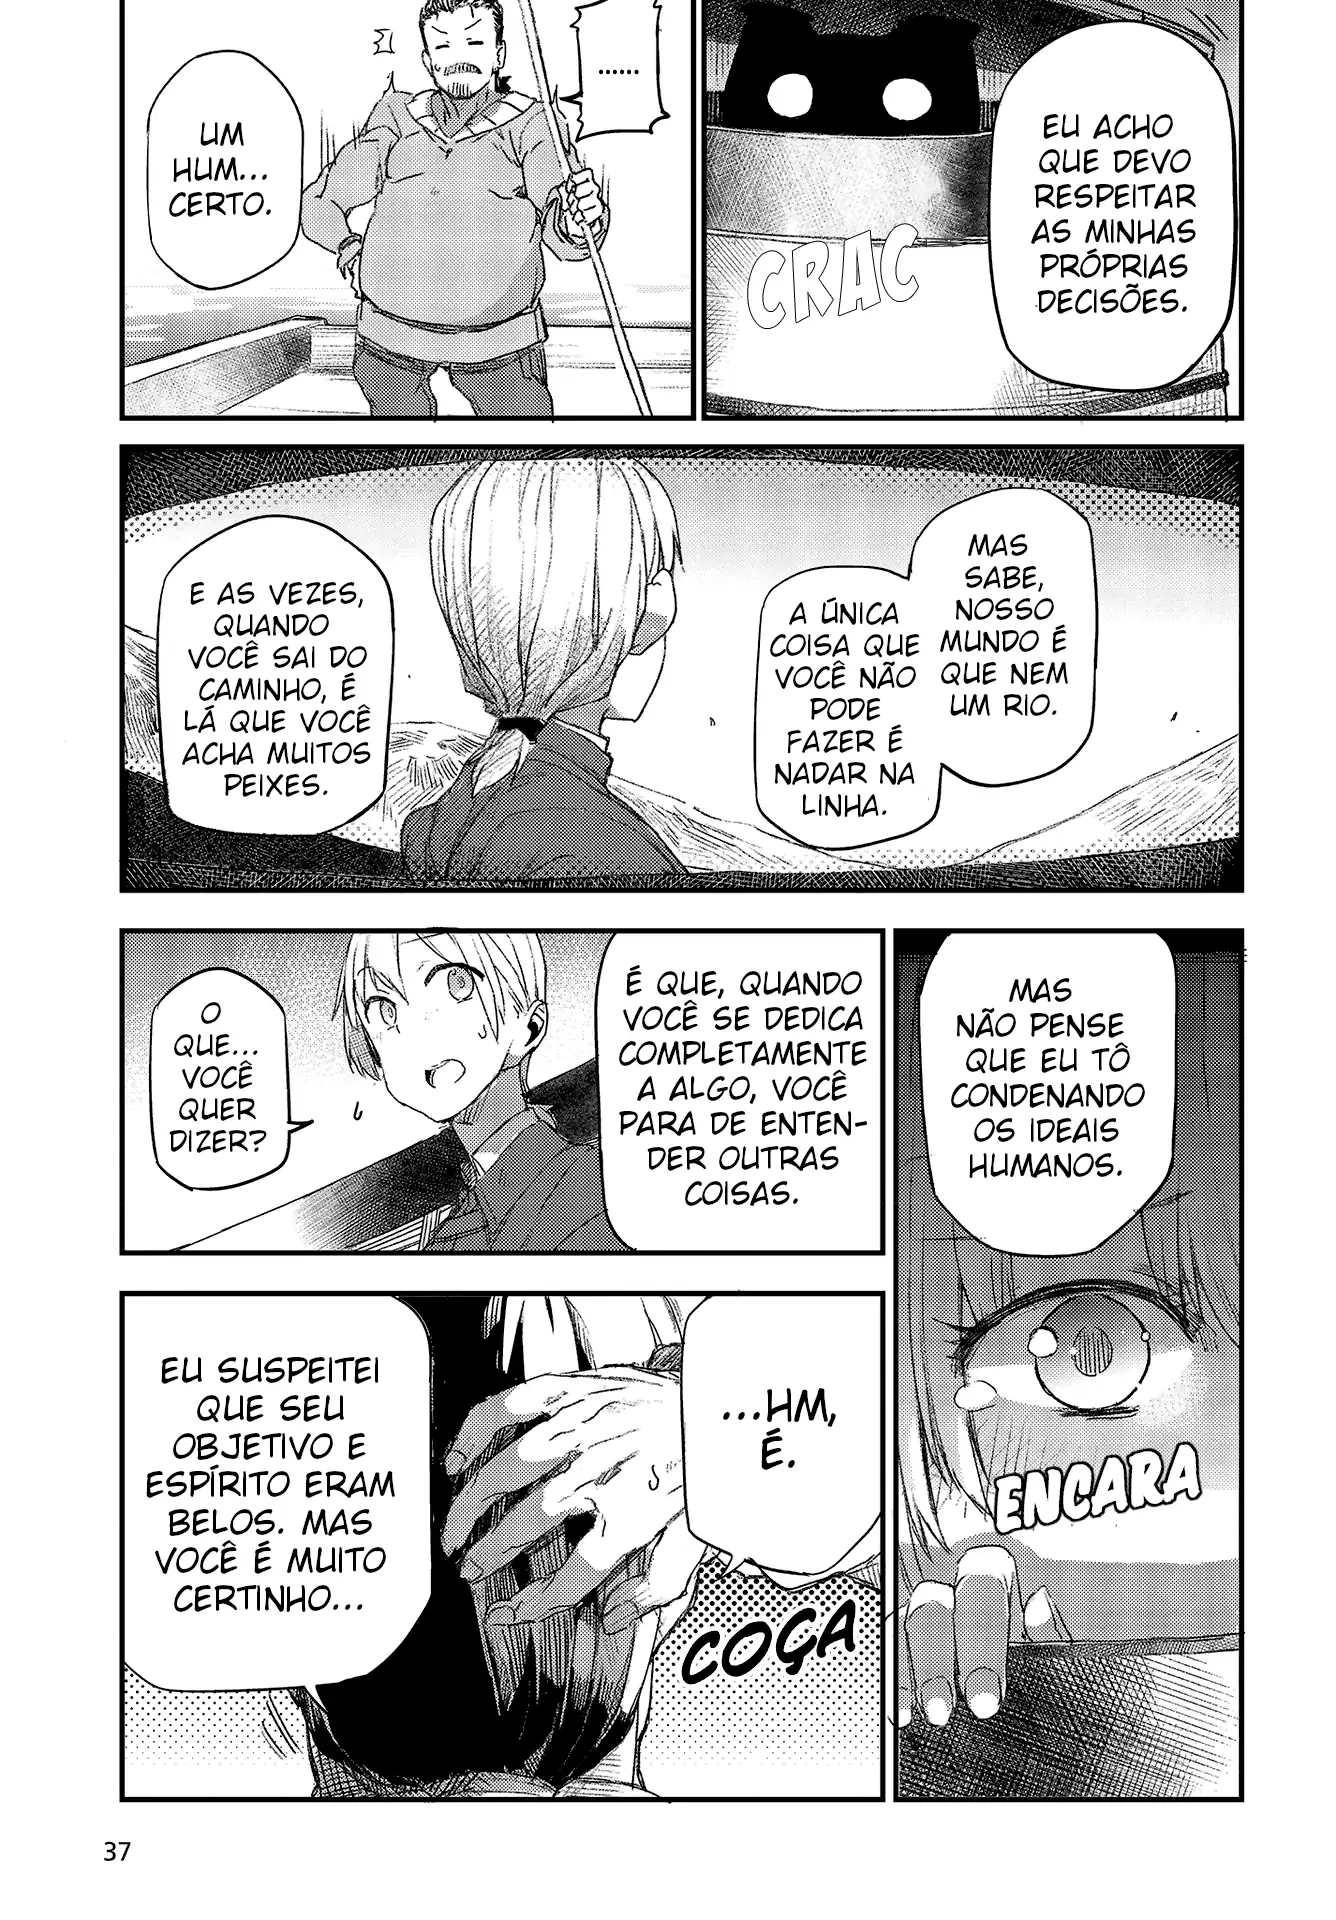 EU ACHO
QUE DEVO
RESPEITAR
AS MINHAS
PRÓPRIAS
DECISÕES.
CRAC
.......
UM
HUM...
CERTO.
MAS
SABE,
NOSSO
MUNDO É
QUE NEM
UM RIO.
A ÚNICA
COISA QUE
VOCÊ NÃO
PODE
FAZER É
NADAR NA
LINHA.
E AS VEZES,
QUANDO
VOCÊ SAI DO
CAMINHO, É
LÁ QUE VOCÊ
ACHA MUITOS
PEIXES.
MAS
NÃO PENSE
QUE EU TÔ
CONDENANDO
OS IDEAIS
HUMANOS.
ENCARA
É QUE, QUANDO
VOCÊ SE DEDICA
COMPLETAMENTE
A ALGO, VOCÊ
PARA DE ENTEN-
DER OUTRAS
COISAS.
O
QUE...
VOCÊ
QUER
DIZER?
...HM,
É.
COÇA
EU SUSPEITEI
QUE SEU
OBJETIVO E
ESPÍRITO ERAM
BELOS. MAS
VOCÊ É MUITO
CERTINHO...
37